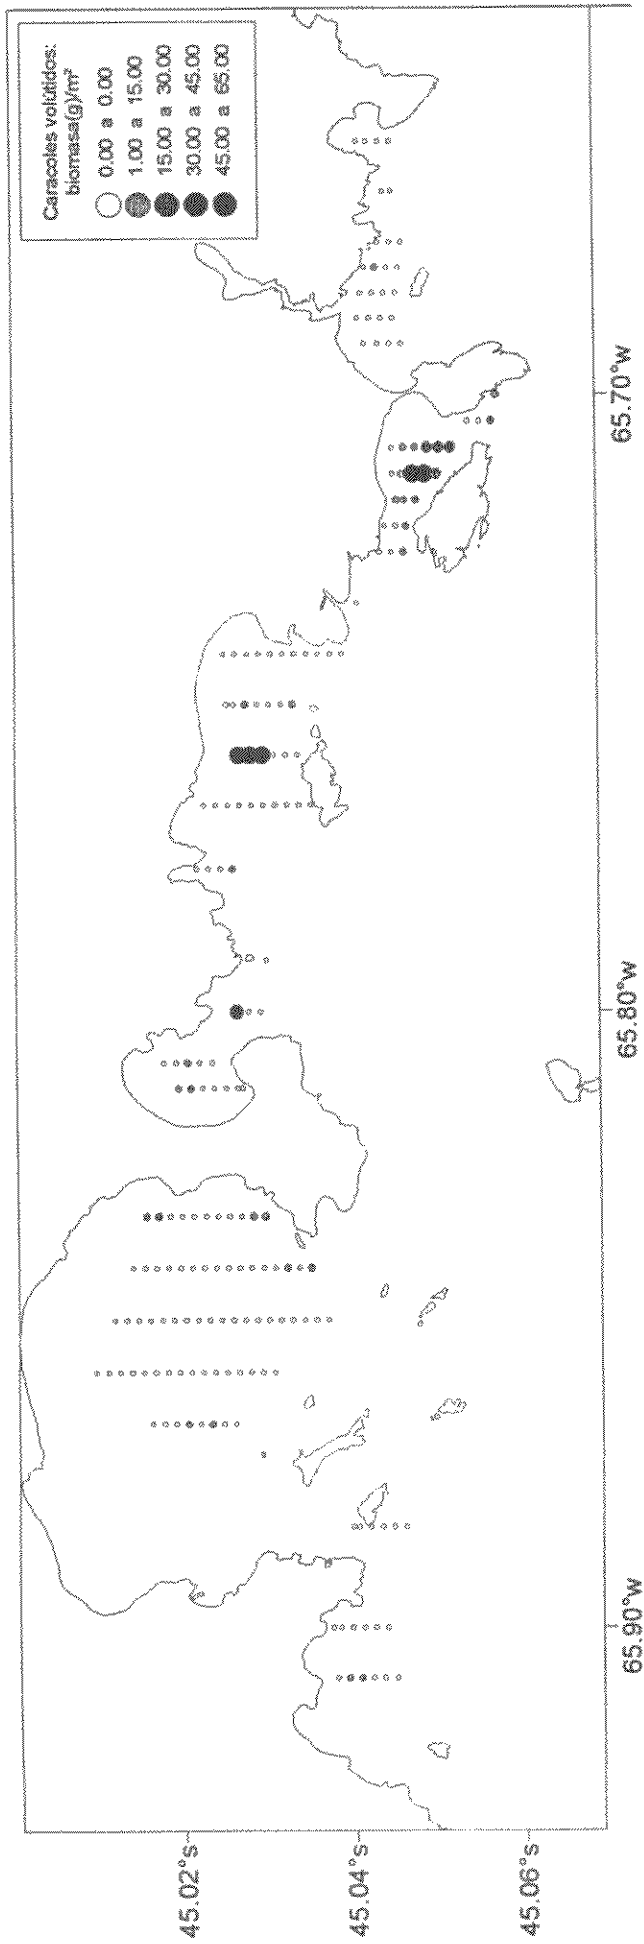 Caracoles volútidos:
biomasa(g)/m²
0.00 a 0.00
1.00 a 15.00
15.00 a 30.00
30.00 a 45.00
45.00 a 65.00
45.02°s
45.04°s
45.06°s
65.90°w
65.80°w
65.70°w